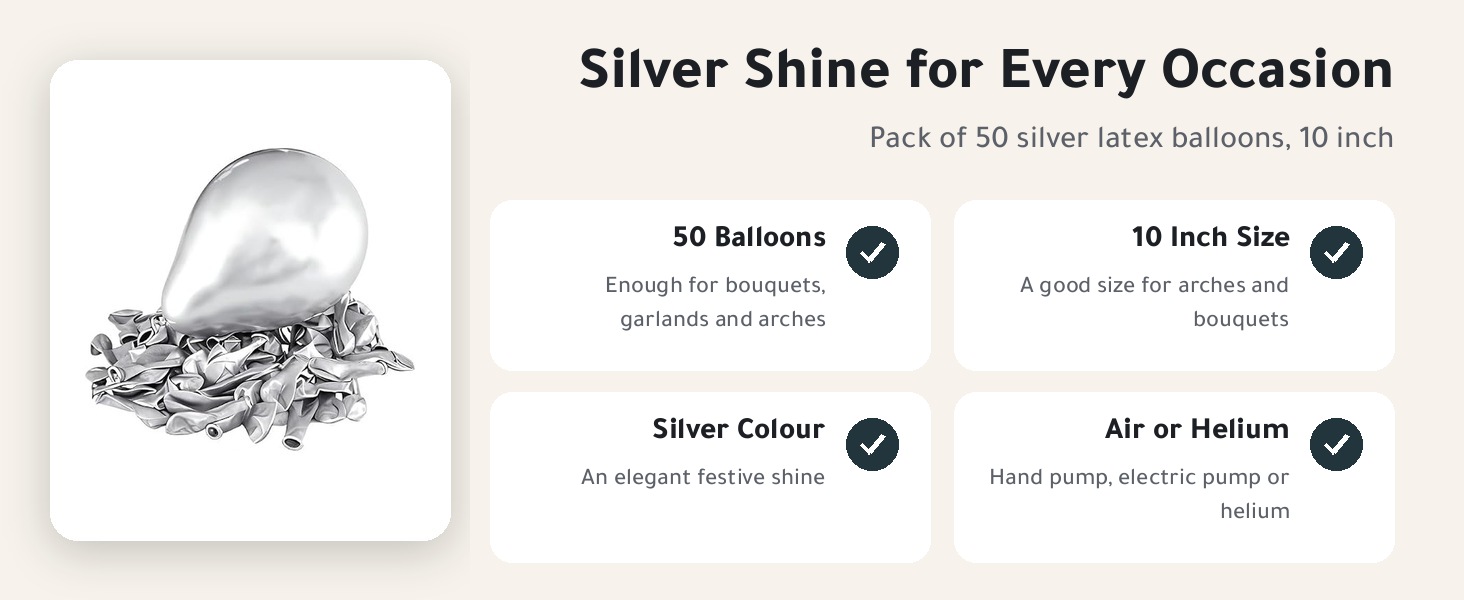 Silver Shine for Every Occasion
Pack of 50 silver latex balloons, 10 inch
50 Balloons
Enough for bouquets,
garlands and arches
10 Inch Size
A good size for arches and
bouquets
Silver Colour
An elegant festive shine
Air or Helium
Hand pump, electric pump or
helium